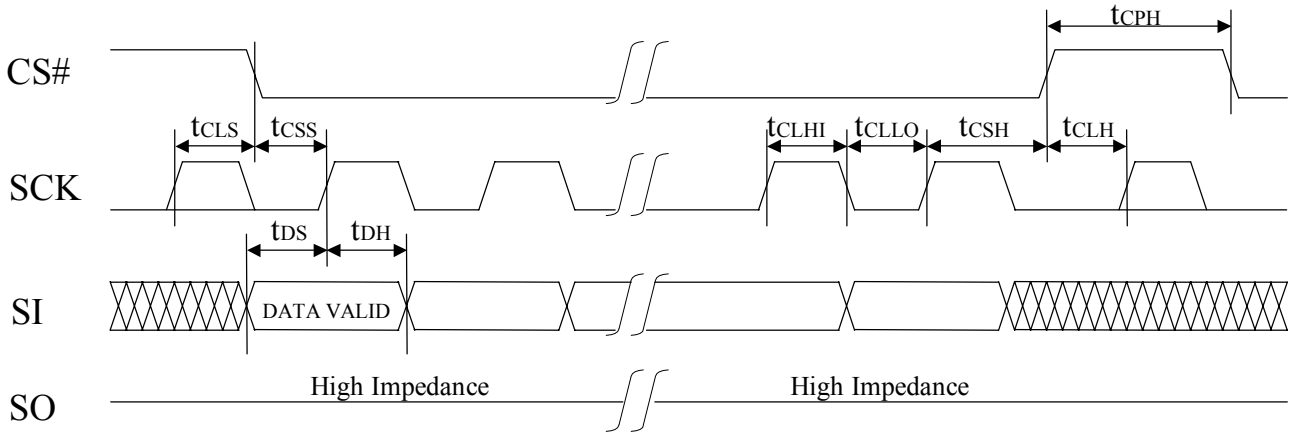 tCPH
CS#
tCLS tCSS tCLHI tCLLO tCSH tCLH
SCK
tDS tDH
SI DATA VALID
High Impedance High Impedance
SO